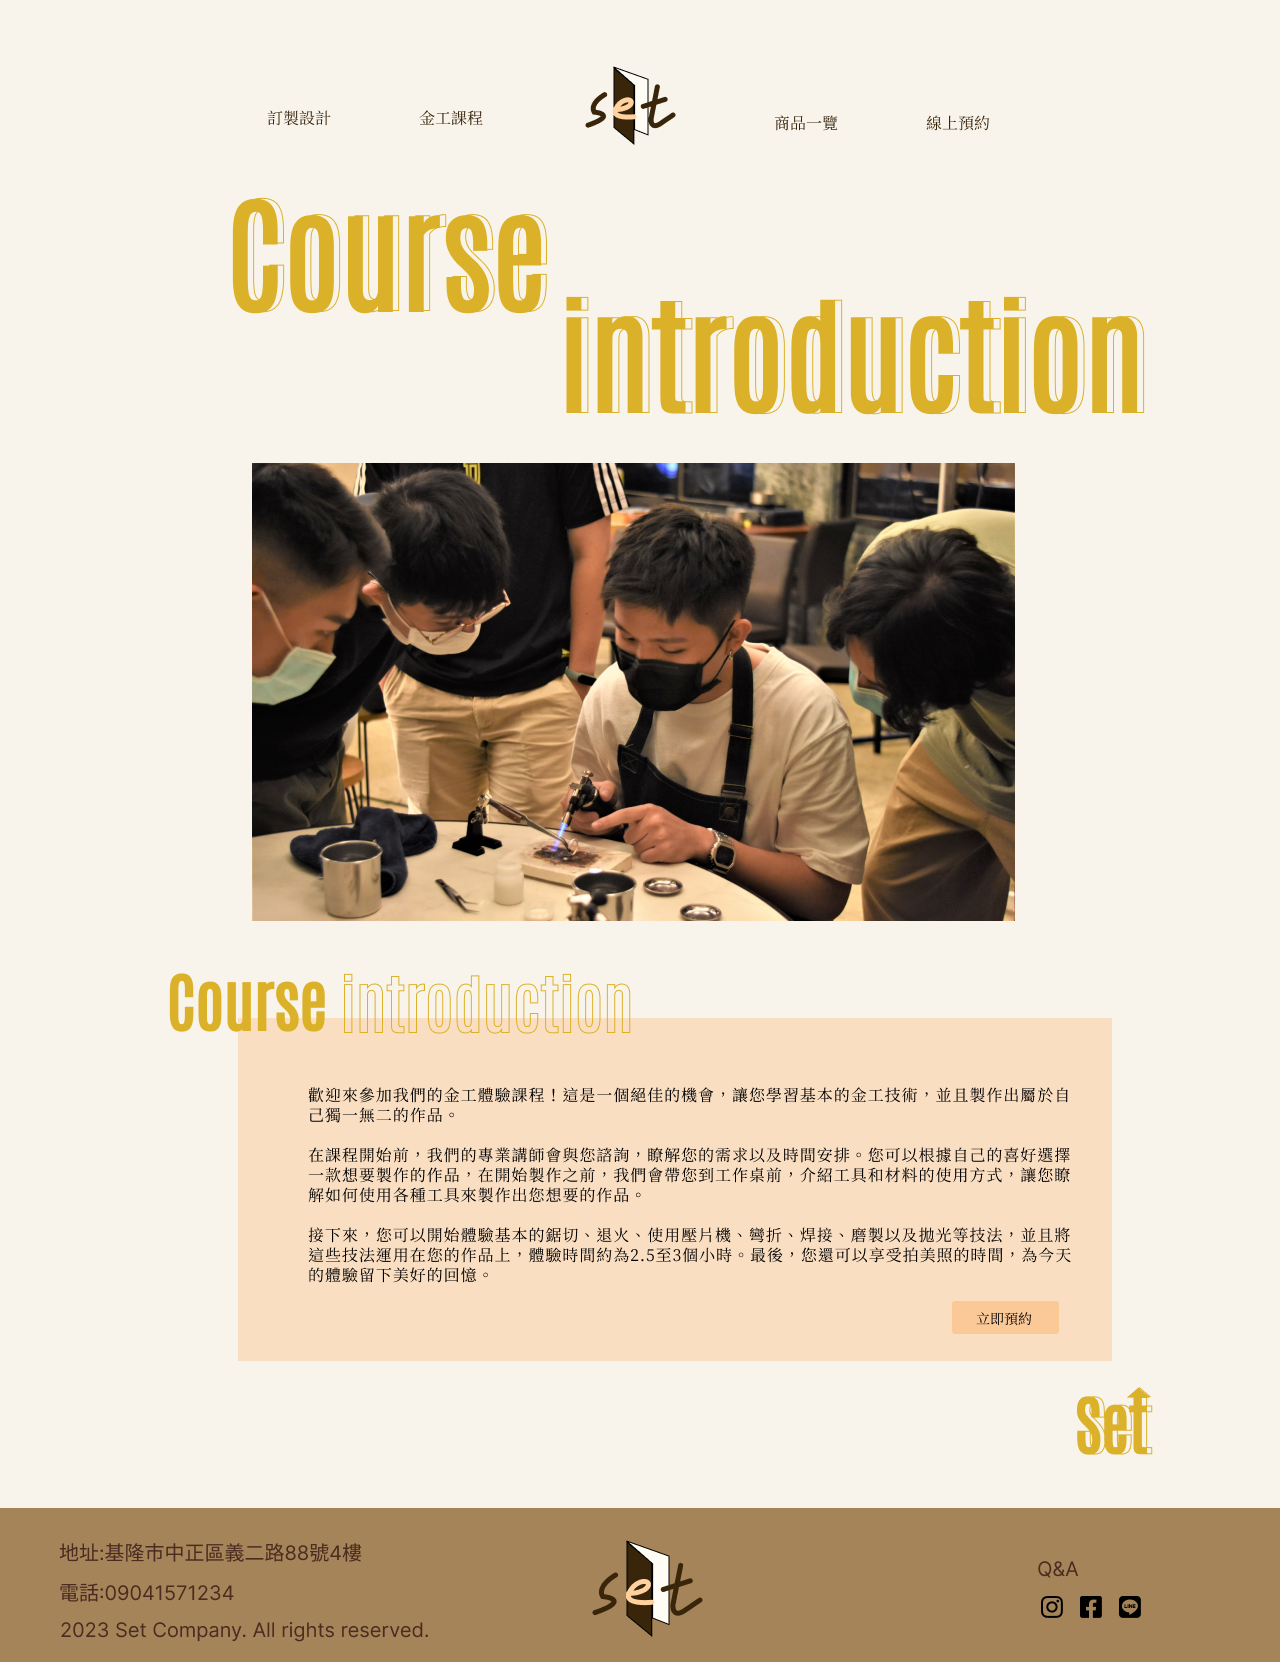 訂製設計
金工課程
set
商品一覽
線上預約
Course
introduction
Course introduction
歡迎來參加我們的金工體驗課程！這是一個絕佳的機會，讓您學習基本的金工技術，並且製作出屬於自
己獨一無二的作品。
在課程開始前，我們的專業講師會與您諮詢，瞭解您的需求以及時間安排。您可以根據自己的喜好選擇
一款想要製作的作品，在開始製作之前，我們會帶您到工作桌前，介紹工具和材料的使用方式，讓您瞭
解如何使用各種工具來製作出您想要的作品。
接下來，您可以開始體驗基本的鋸切、退火、使用壓片機、彎折、焊接、磨製以及拋光等技法，並且將
這些技法運用在您的作品上，體驗時間約為2.5至3個小時。最後，您還可以享受拍美照的時間，為今天
的體驗留下美好的回憶。
立即預約
Set
地址:基隆市中正區義二路88號4樓
電話:09041571234
2023 Set Company. All rights reserved.
set
Q&A
LINE